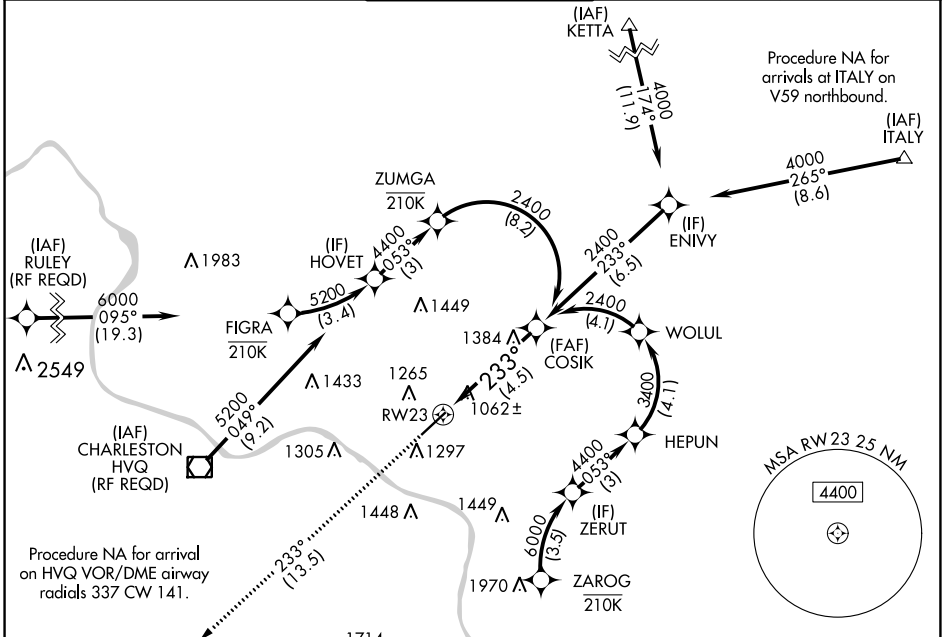 (IAF)
KETTA
4000
174°
(11.9)
Procedure NA for
arrivals at ITALY on
V59 northbound.
(IAF)
ITALY
4000
265°
(8.6)
ZUMGA
210K
2400
(8.2)
(IF)
ENIVY
2400
233°
(6.5)
(IAF)
RULEY
(RF REQD)
6000
095°
(19.3)
1983
(IF)
HOVET
4400
053°
(3)
5200
(3.4)
FIGRA
210K
1449
2400
(4.1)
WOLUL
1384
(FAF)
COSIK
2549
1433
1265
233°
(4.5)
1062±
RW23
3400
(4.1)
5200
049°
(9.2)
(IAF)
CHARLESTON
HVQ
(RF REQD)
1305
1297
HEPUN
4400
053°
(3)
(IF)
ZERUT
1448
1449
6000
(3.5)
MSA RW 23 25 NM
4400
Procedure NA for arrival
on HVQ VOR/DME airway
radials 337 CW 141.
233°
(13.5)
1970
ZAROG
210K
1714